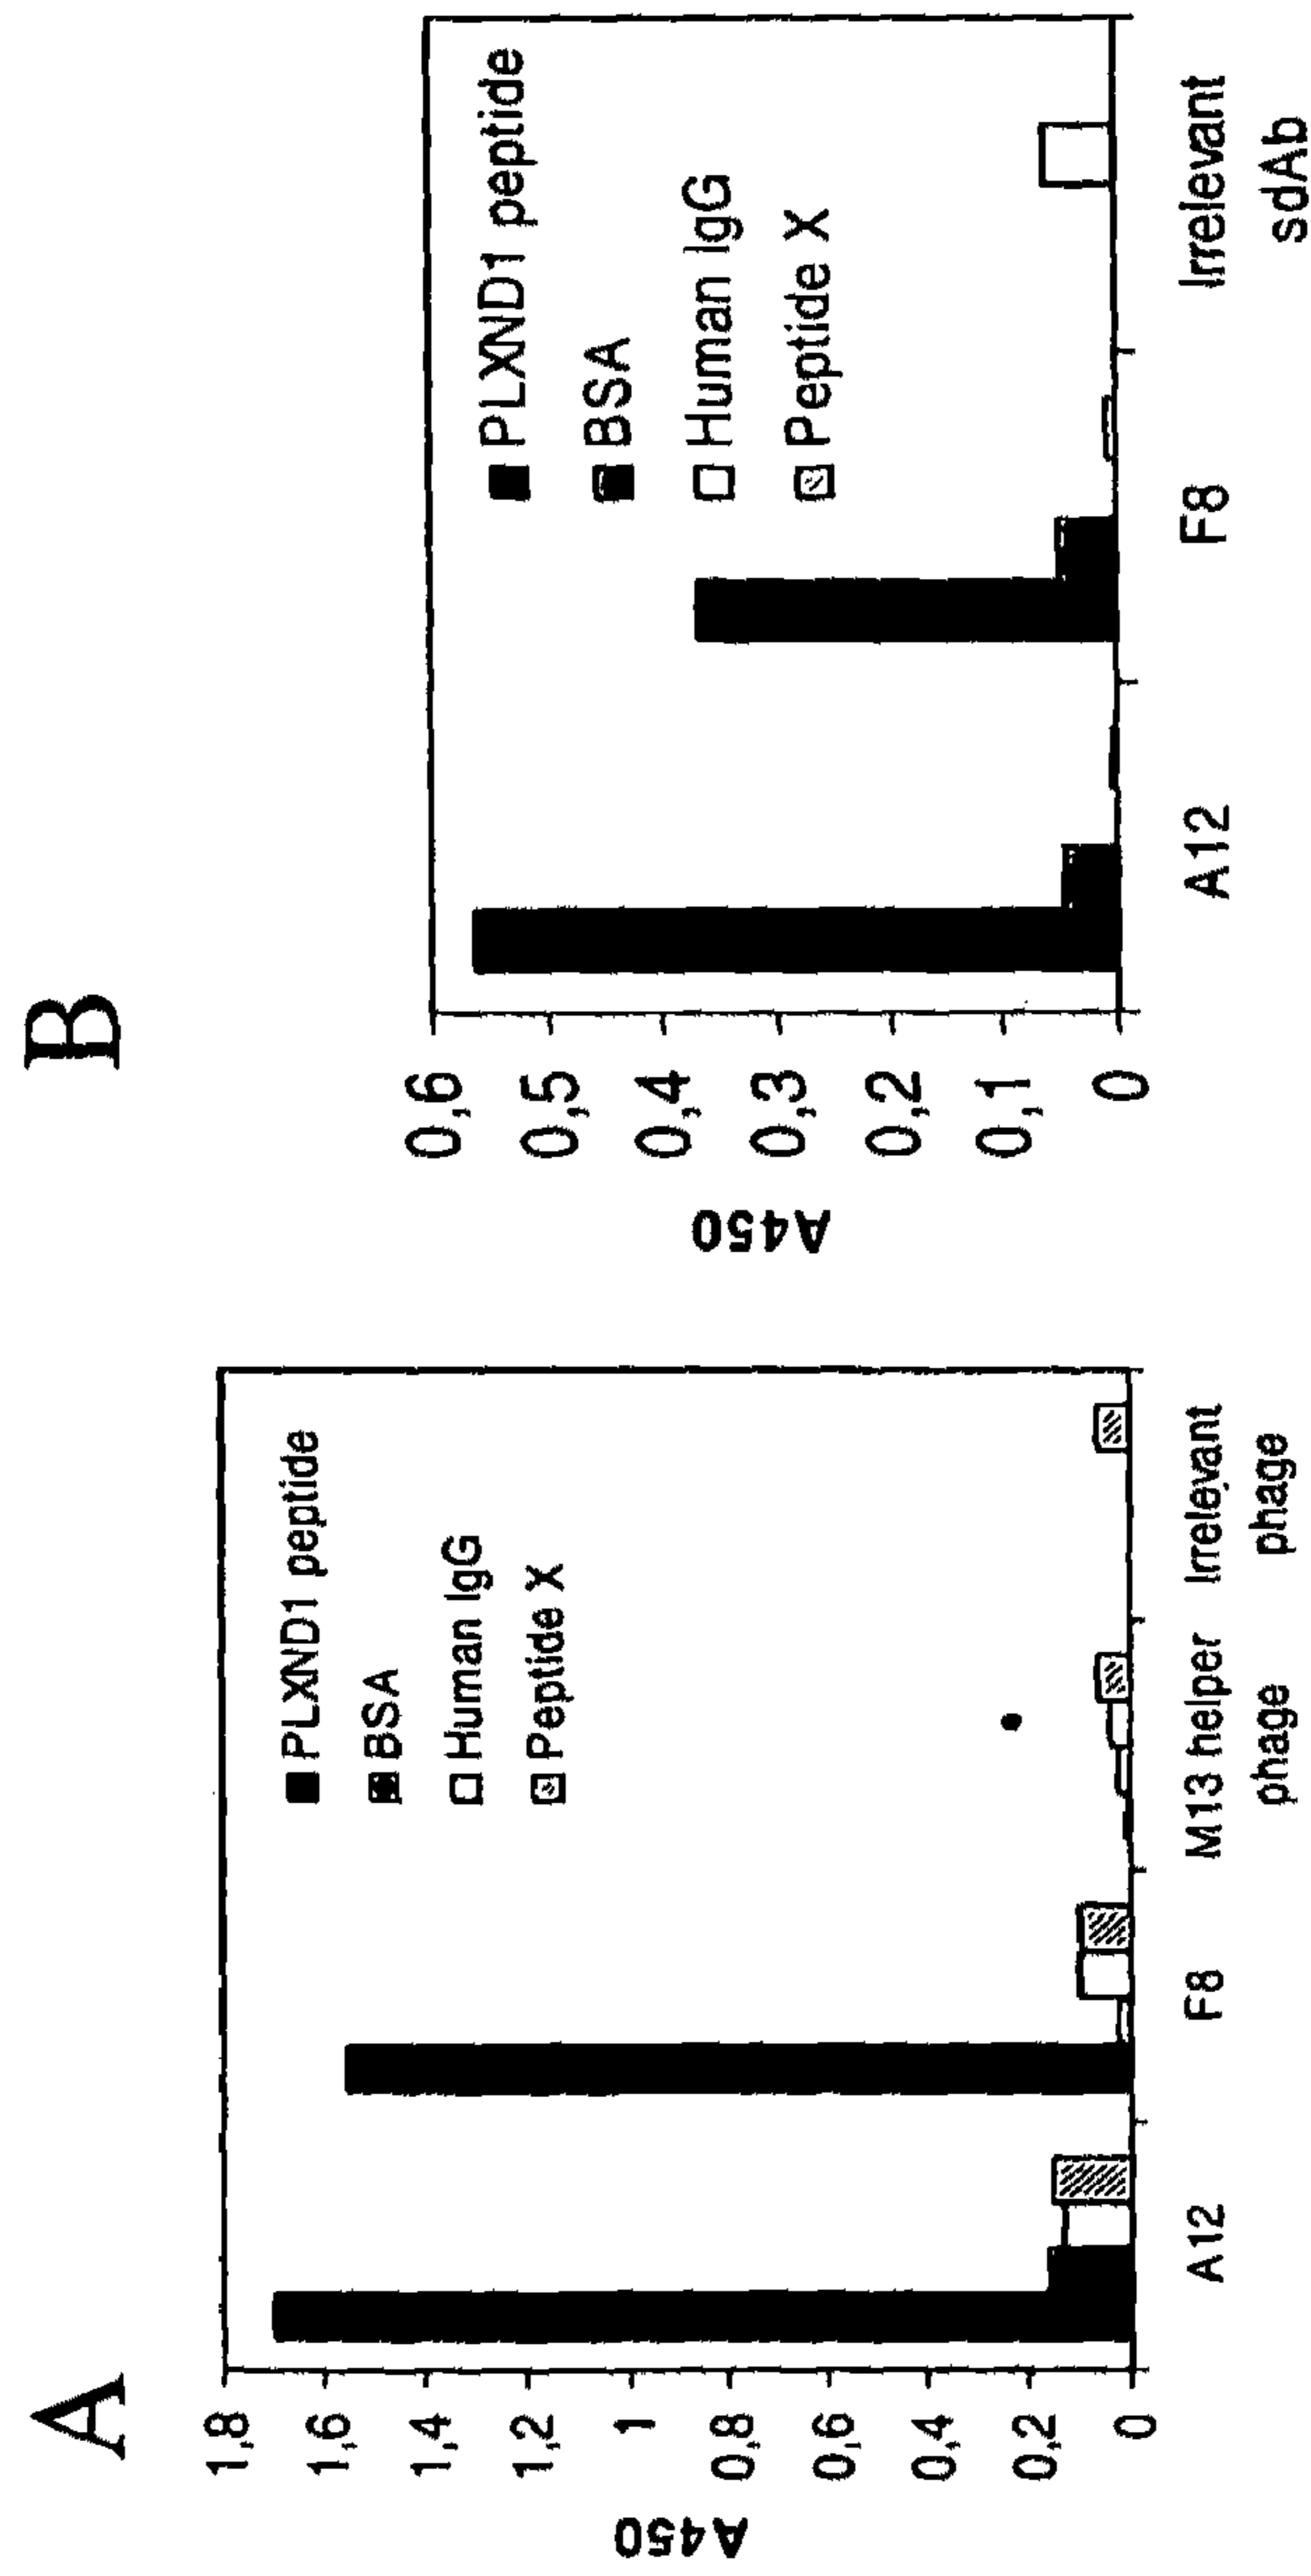 A
A450
1,8
1,6
1,4
1,2
1
0,8
0,6
0,4
0,2
0
PLXND1 peptide
BSA
Human IgG
Peptide X
A12
F8
M13 helper
phage
Irrelevant
phage
B
A450
0,6
0,5
0,4
0,3
0,2
0,1
0
PLXND1 peptide
BSA
Human IgG
Peptide X
A12
F8
Irrelevant
sdAb